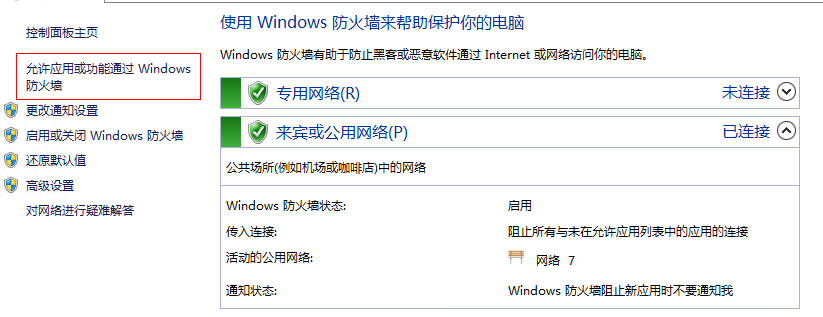 控制面板主页
允许应用或功能通过 Windows
防火墙
更改通知设置
启用或关闭 Windows 防火墙
还原默认值
高级设置
对网络进行疑难解答
使用 Windows 防火墙来帮助保护你的电脑
Windows 防火墙有助于防止黑客或恶意软件通过 Internet 或网络访问你的电脑。
专用网络(R) 未连接
来宾或公用网络(P) 已连接
公共场所(例如机场或咖啡店)中的网络
Windows 防火墙状态: 启用
传入连接: 阻止所有与未在允许应用列表中的应用的连接
活动的公用网络: 网络 7
通知状态: Windows 防火墙阻止新应用时不要通知我